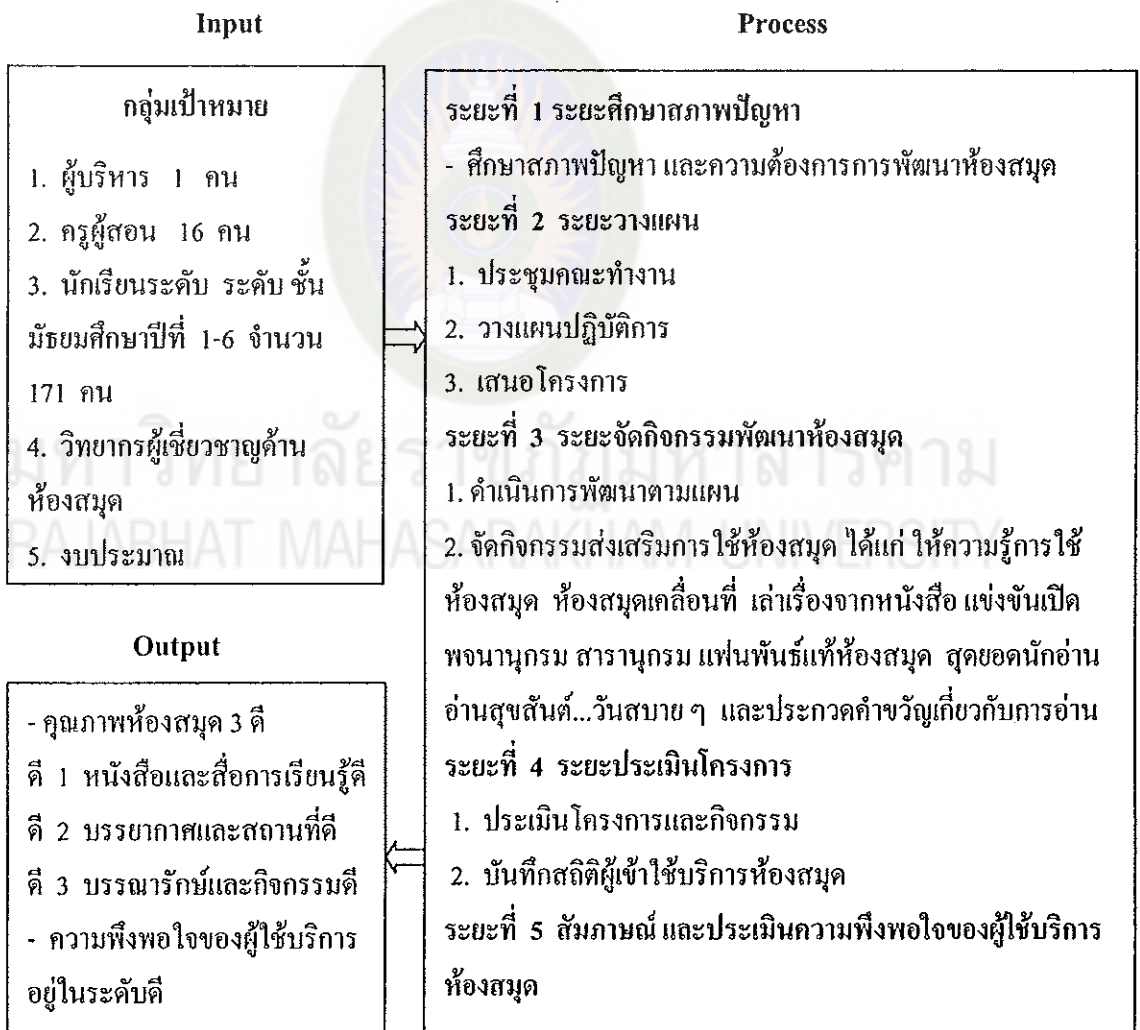 Input
กลุ่มเป้าหมาย
1. ผู้บริหาร 1 คน
2. ครูผู้สอน 16 คน
3. นักเรียนระดับ ระดับ ชั้น
มัธยมศึกษาปีที่ 1-6 จำนวน
171 คน
4. วิทยากรผู้เชี่ยวชาญด้าน
ห้องสมุด
5. งบประมาณ
Process
ระยะที่ 1 ระยะศึกษาสภาพปัญหา
- ศึกษาสภาพปัญหา และความต้องการการพัฒนาห้องสมุด
ระยะที่ 2 ระยะวางแผน
1. ประชุมคณะทำงาน
2. วางแผนปฏิบัติการ
3. เสนอโครงการ
ระยะที่ 3 ระยะจัดกิจกรรมพัฒนาห้องสมุด
1. ดำเนินการพัฒนาตามแผน
2. จัดกิจกรรมส่งเสริมการใช้ห้องสมุด ได้แก่ ให้ความรู้การใช้
ห้องสมุด ห้องสมุดเคลื่อนที่ เล่าเรื่องจากหนังสือ แข่งขันเปิด
พจนานุกรม สารานุกรม แฟนพันธ์แท้ห้องสมุด สุดยอดนักอ่าน
อ่านสุขสันต์...วันสบาย ๆ และประกวดคำขวัญเกี่ยวกับการอ่าน
ระยะที่ 4 ระยะประเมินโครงการ
1. ประเมินโครงการและกิจกรรม
2. บันทึกสถิติผู้เข้าใช้บริการห้องสมุด
ระยะที่ 5 สัมภาษณ์ และประเมินความพึงพอใจของผู้ใช้บริการ
ห้องสมุด
Output
- คุณภาพห้องสมุด 3 ดี
ดี 1 หนังสือและสื่อการเรียนรู้ดี
ดี 2 บรรยากาศและสถานที่ดี
ดี 3 บรรณารักษ์และกิจกรรมดี
- ความพึงพอใจของผู้ใช้บริการ
อยู่ในระดับดี
มหาวิทยาลัยราชภัฏมหาสารคาม
RAJABHAT MAHASARAKHAM UNIVERSITY